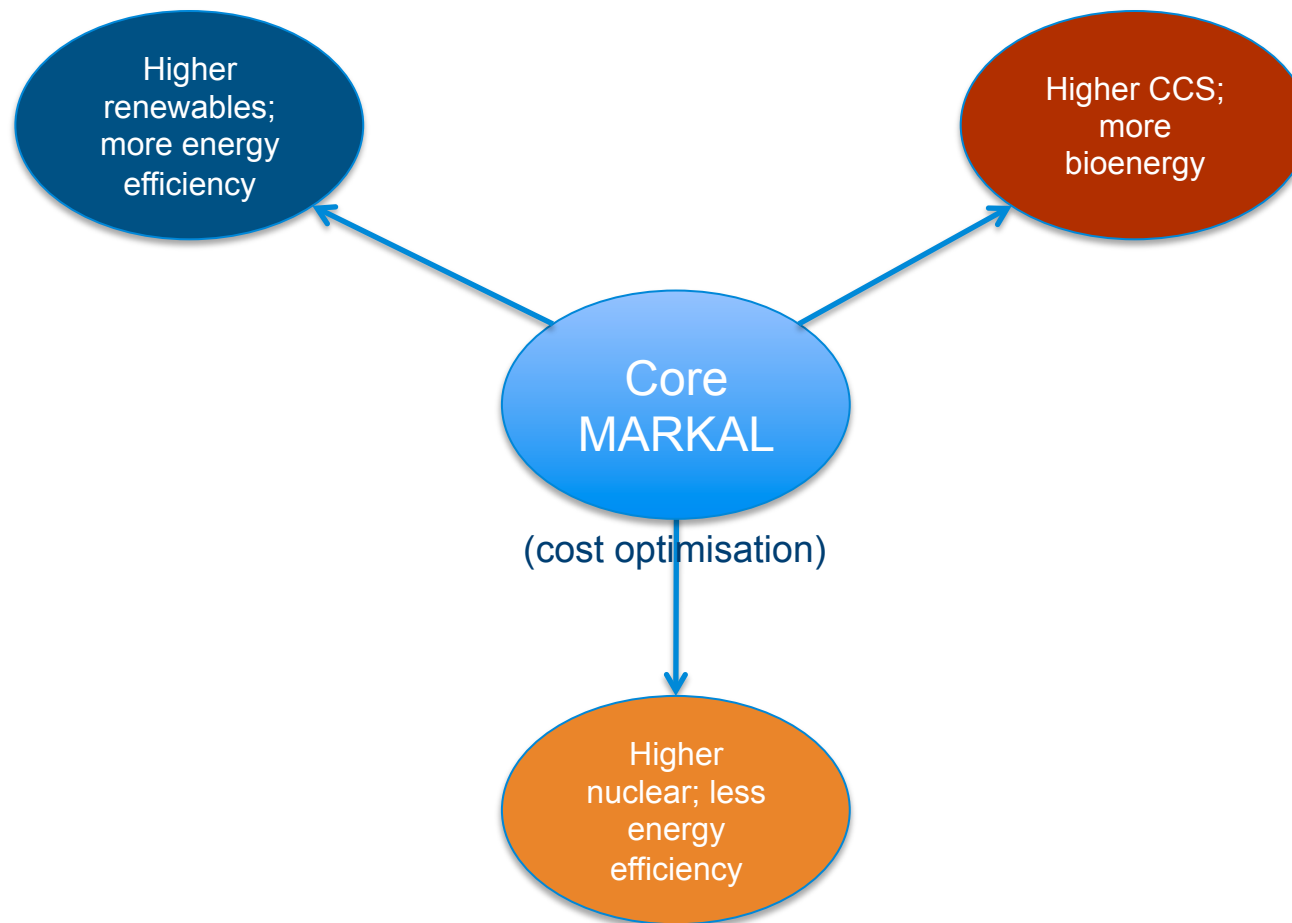 Higher
renewables;
more energy
efficiency
Higher CCS;
more
bioenergy
Core
MARKAL
(cost optimisation)
Higher
nuclear; less
energy
efficiency